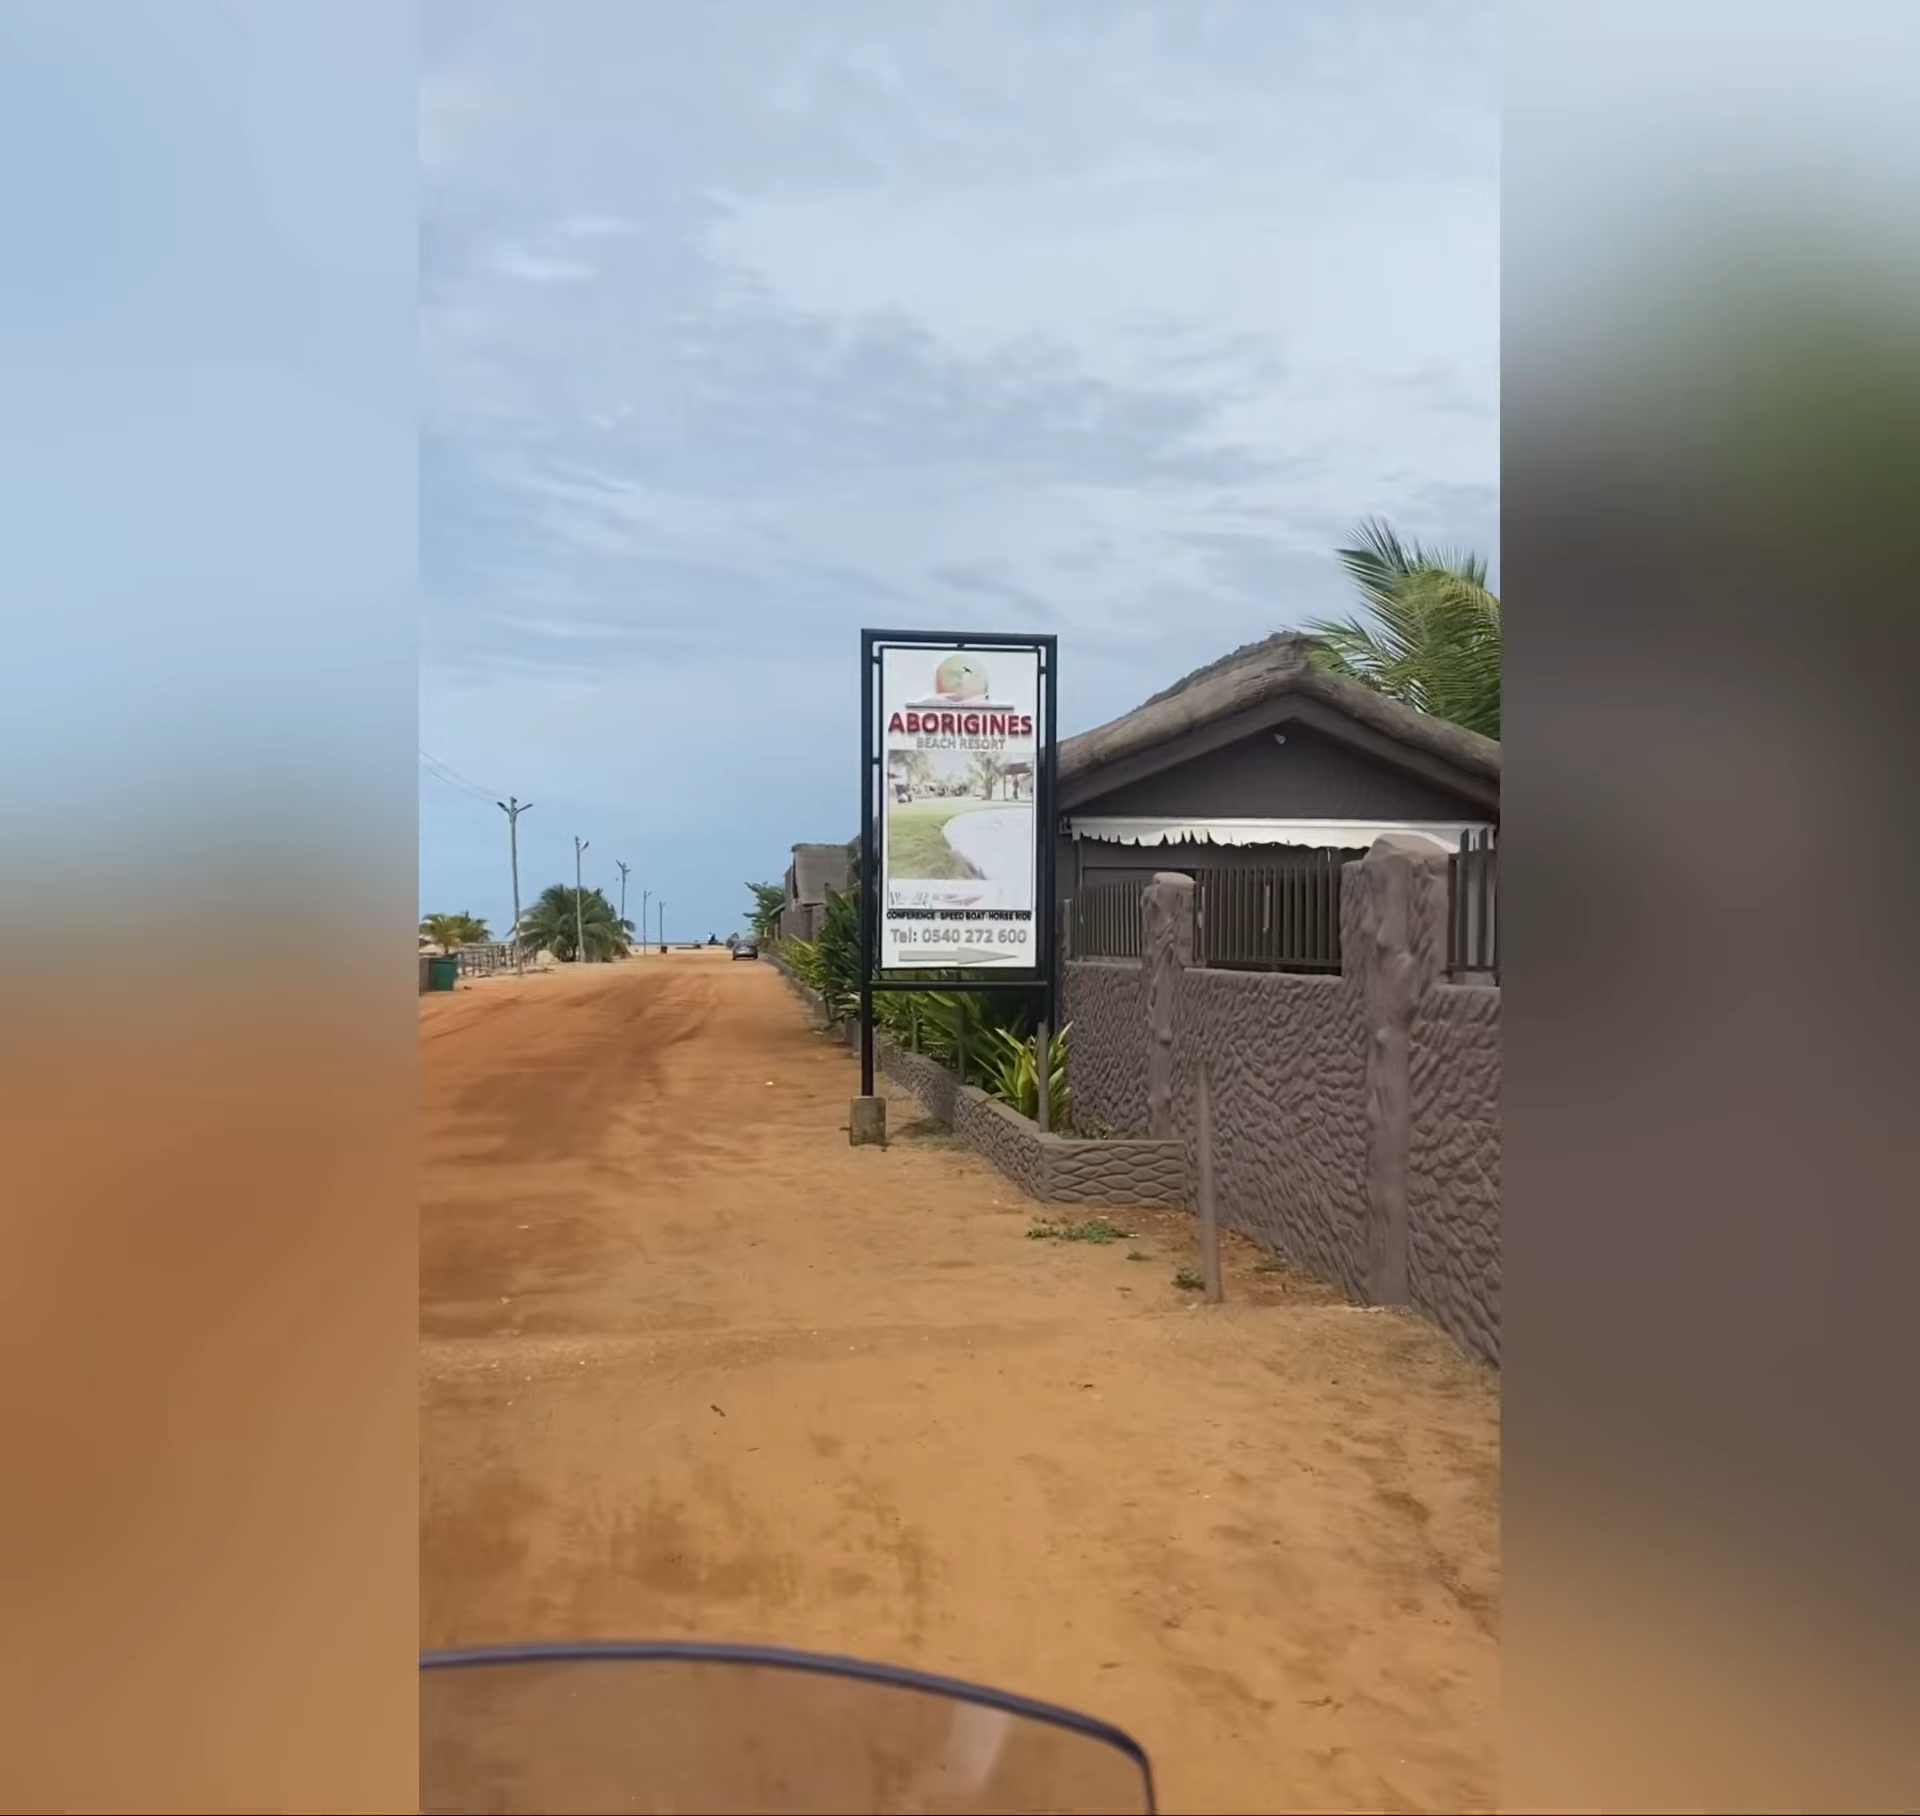 ABORIGINES
BEACH RESORT
CONFERENCE SPEED BOAT HORSE RIDE
Tel: 0540 272 600